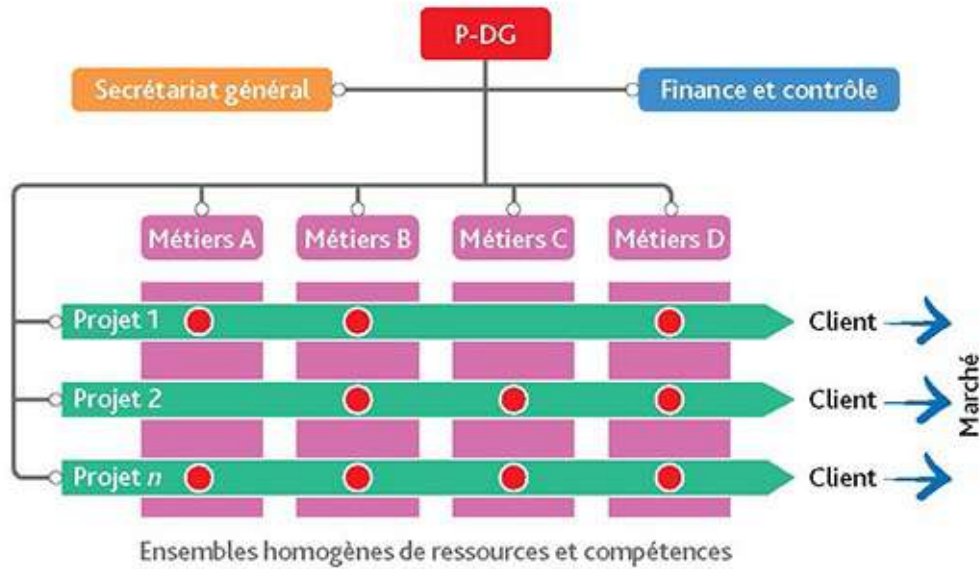 P-DG
Secrétariat général
Finance et contrôle
Métiers A
Métiers B
Métiers C
Métiers D
Projet 1
Client
Projet 2
Client
Projet n
Client
Marché
Ensembles homogènes de ressources et compétences